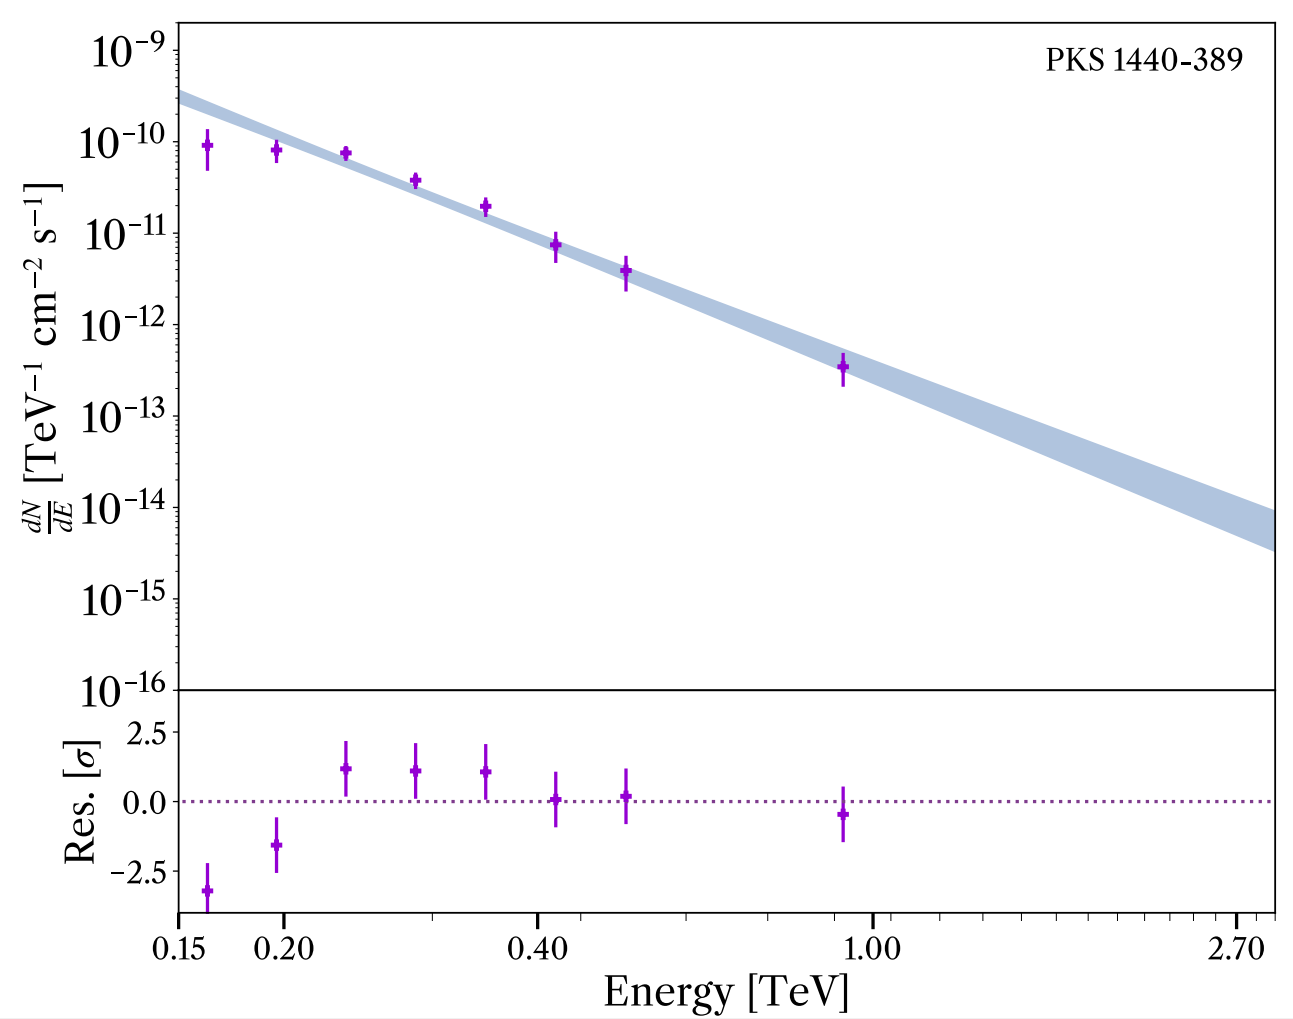 PKS 1440-389
10⁻⁹
10⁻¹⁰
10⁻¹¹
10⁻¹²
10⁻¹³
10⁻¹⁴
10⁻¹⁵
10⁻¹⁶
dN/dE [TeV⁻¹ cm⁻² s⁻¹]
2.5
0.0
−2.5
Res. [σ]
0.15 0.20 0.40 1.00 2.70
Energy [TeV]